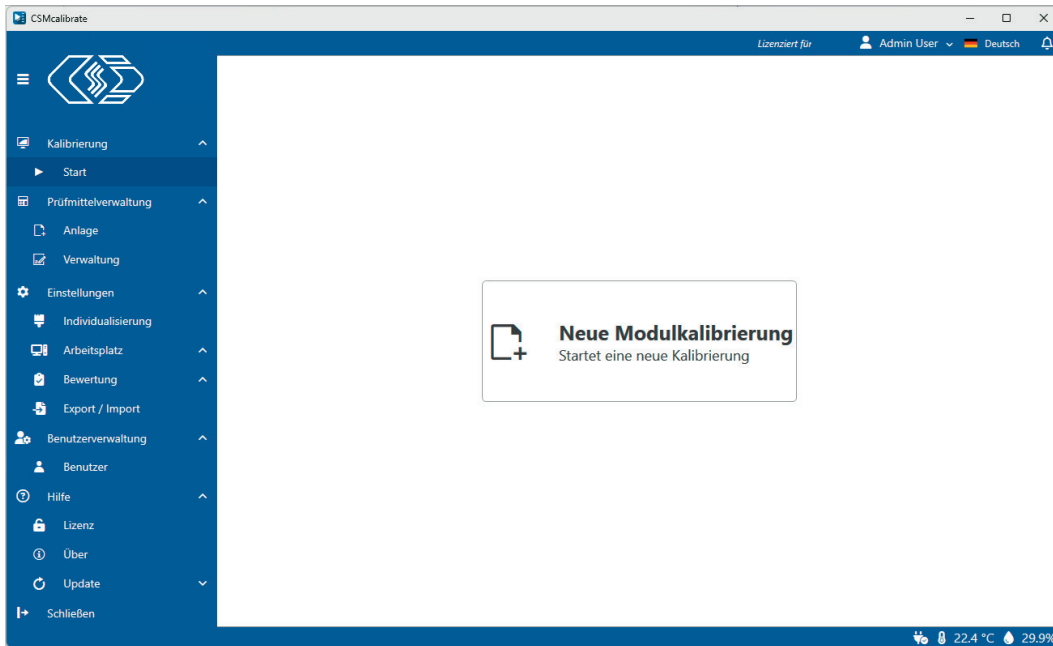 CSMcalibrate
Lizenziert für
Admin User
Deutsch
Kalibrierung
Start
Prüfmittelverwaltung
Anlage
Verwaltung
Einstellungen
Individualisierung
Arbeitsplatz
Bewertung
Export / Import
Benutzerverwaltung
Benutzer
Hilfe
Lizenz
Über
Update
Schließen
Neue Modulkalibrierung
Startet eine neue Kalibrierung
22.4 °C 29.9%